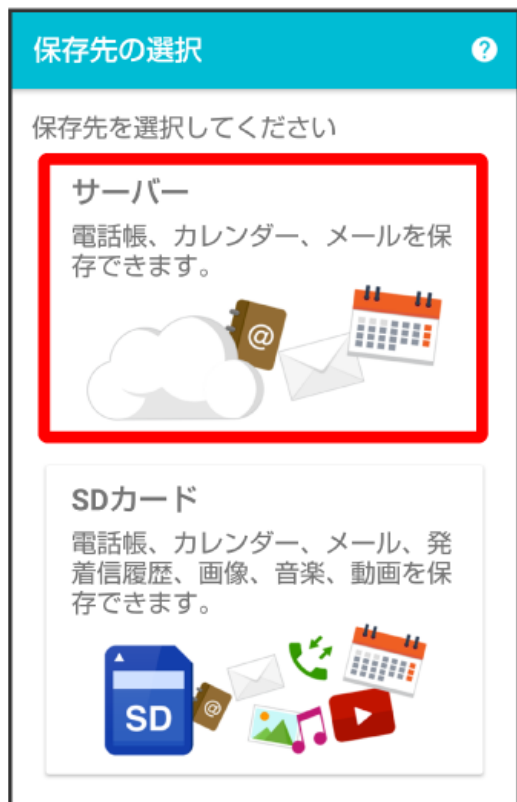 保存先の選択 ?
保存先を選択してください
サーバー
電話帳、カレンダー、メールを保
存できます。
@
SDカード
電話帳、カレンダー、メール、発
着信履歴、画像、音楽、動画を保
存できます。
SD @